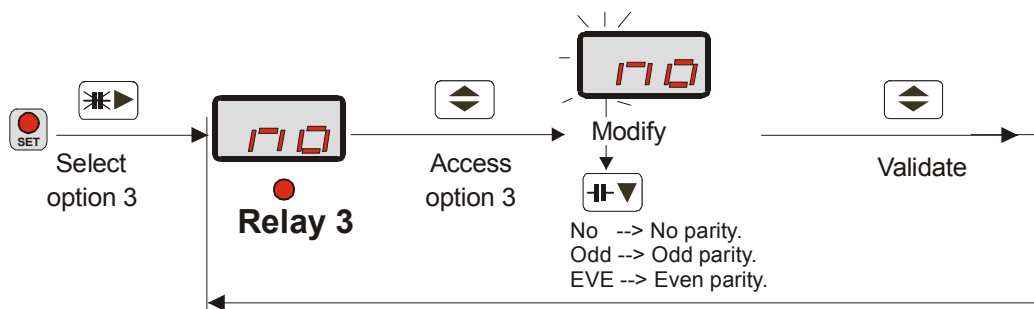 no
SET
Select
option 3
no
Relay 3
Access
option 3
Modify
No --> No parity.
Odd --> Odd parity.
EVE --> Even parity.
Validate